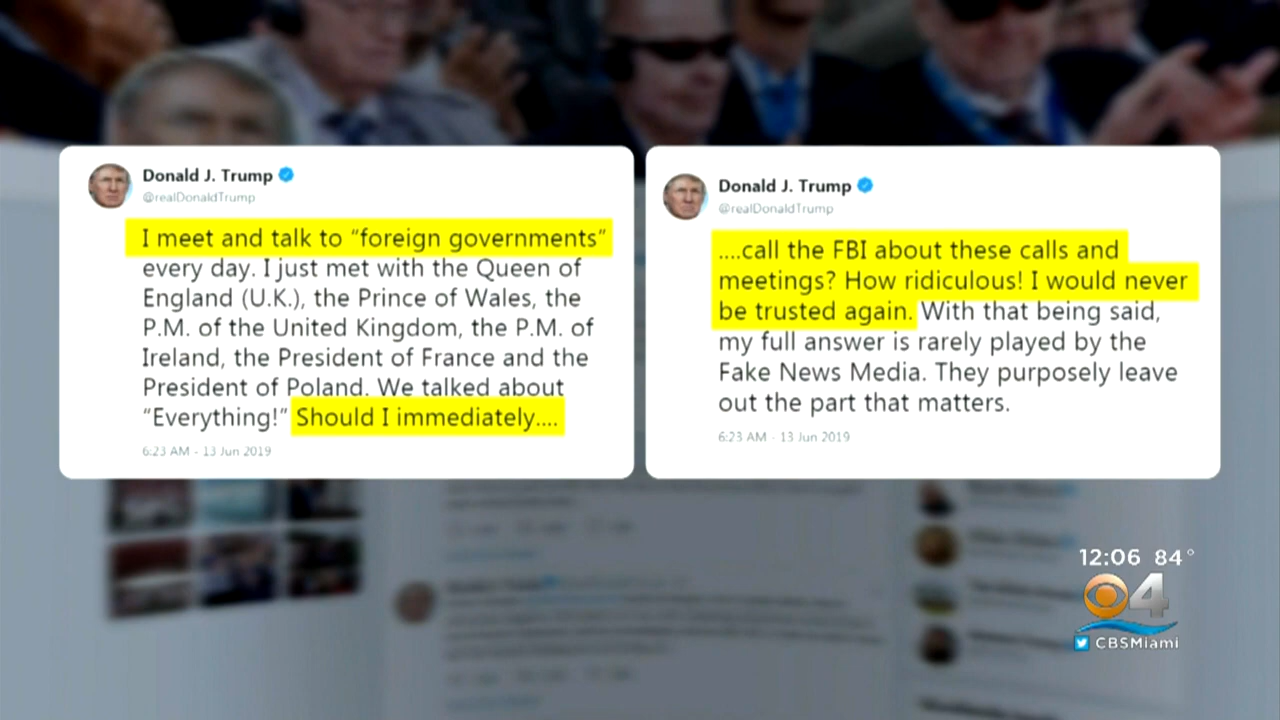 Donald J. Trump
@realDonaldTrump
I meet and talk to “foreign governments”
every day. I just met with the Queen of
England (U.K.), the Prince of Wales, the
P.M. of the United Kingdom, the P.M. of
Ireland, the President of France and the
President of Poland. We talked about
“Everything!” Should I immediately....
6:23 AM - 13 Jun 2019
Donald J. Trump
@realDonaldTrump
....call the FBI about these calls and
meetings? How ridiculous! I would never
be trusted again. With that being said,
my full answer is rarely played by the
Fake News Media. They purposely leave
out the part that matters.
6:23 AM - 13 Jun 2019
12:06 84°
4
CBSMiami